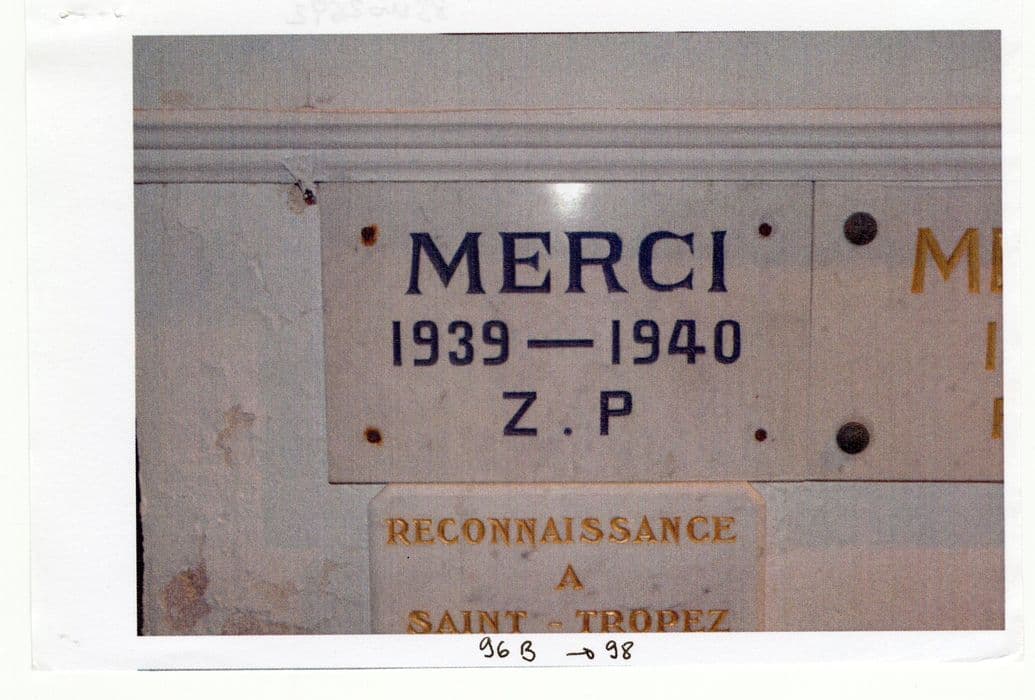 MERCI
1939 — 1940
Z . P
RECONNAISSANCE
A
SAINT - TROPEZ
96 B → 98